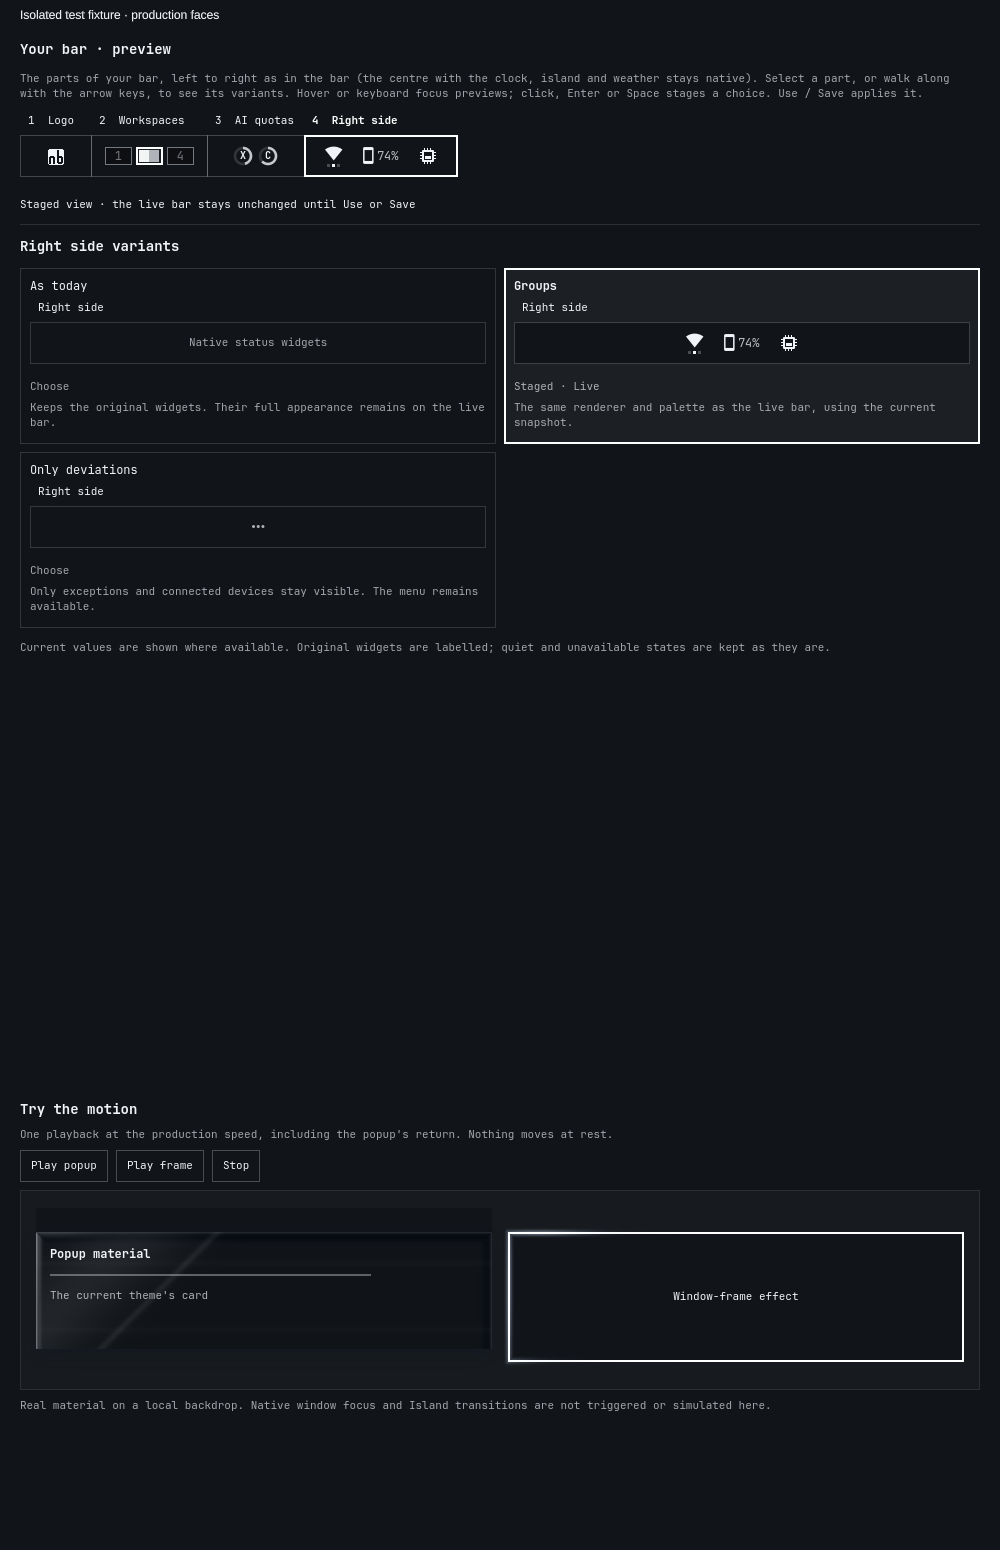 Isolated test fixture · production faces
Your bar · preview
The parts of your bar, left to right as in the bar (the centre with the clock, island and weather stays native). Select a part, or walk along
with the arrow keys, to see its variants. Hover or keyboard focus previews; click, Enter or Space stages a choice. Use / Save applies it.
1 Logo 2 Workspaces 3 AI quotas 4 Right side
1 4 X C 74%
Staged view · the live bar stays unchanged until Use or Save
Right side variants
As today
Right side
Native status widgets
Choose
Keeps the original widgets. Their full appearance remains on the live
bar.
Groups
Right side
74%
Staged · Live
The same renderer and palette as the live bar, using the current
snapshot.
Only deviations
Right side
Choose
Only exceptions and connected devices stay visible. The menu remains
available.
Current values are shown where available. Original widgets are labelled; quiet and unavailable states are kept as they are.
Try the motion
One playback at the production speed, including the popup's return. Nothing moves at rest.
Play popup Play frame Stop
Popup material
The current theme's card
Window-frame effect
Real material on a local backdrop. Native window focus and Island transitions are not triggered or simulated here.